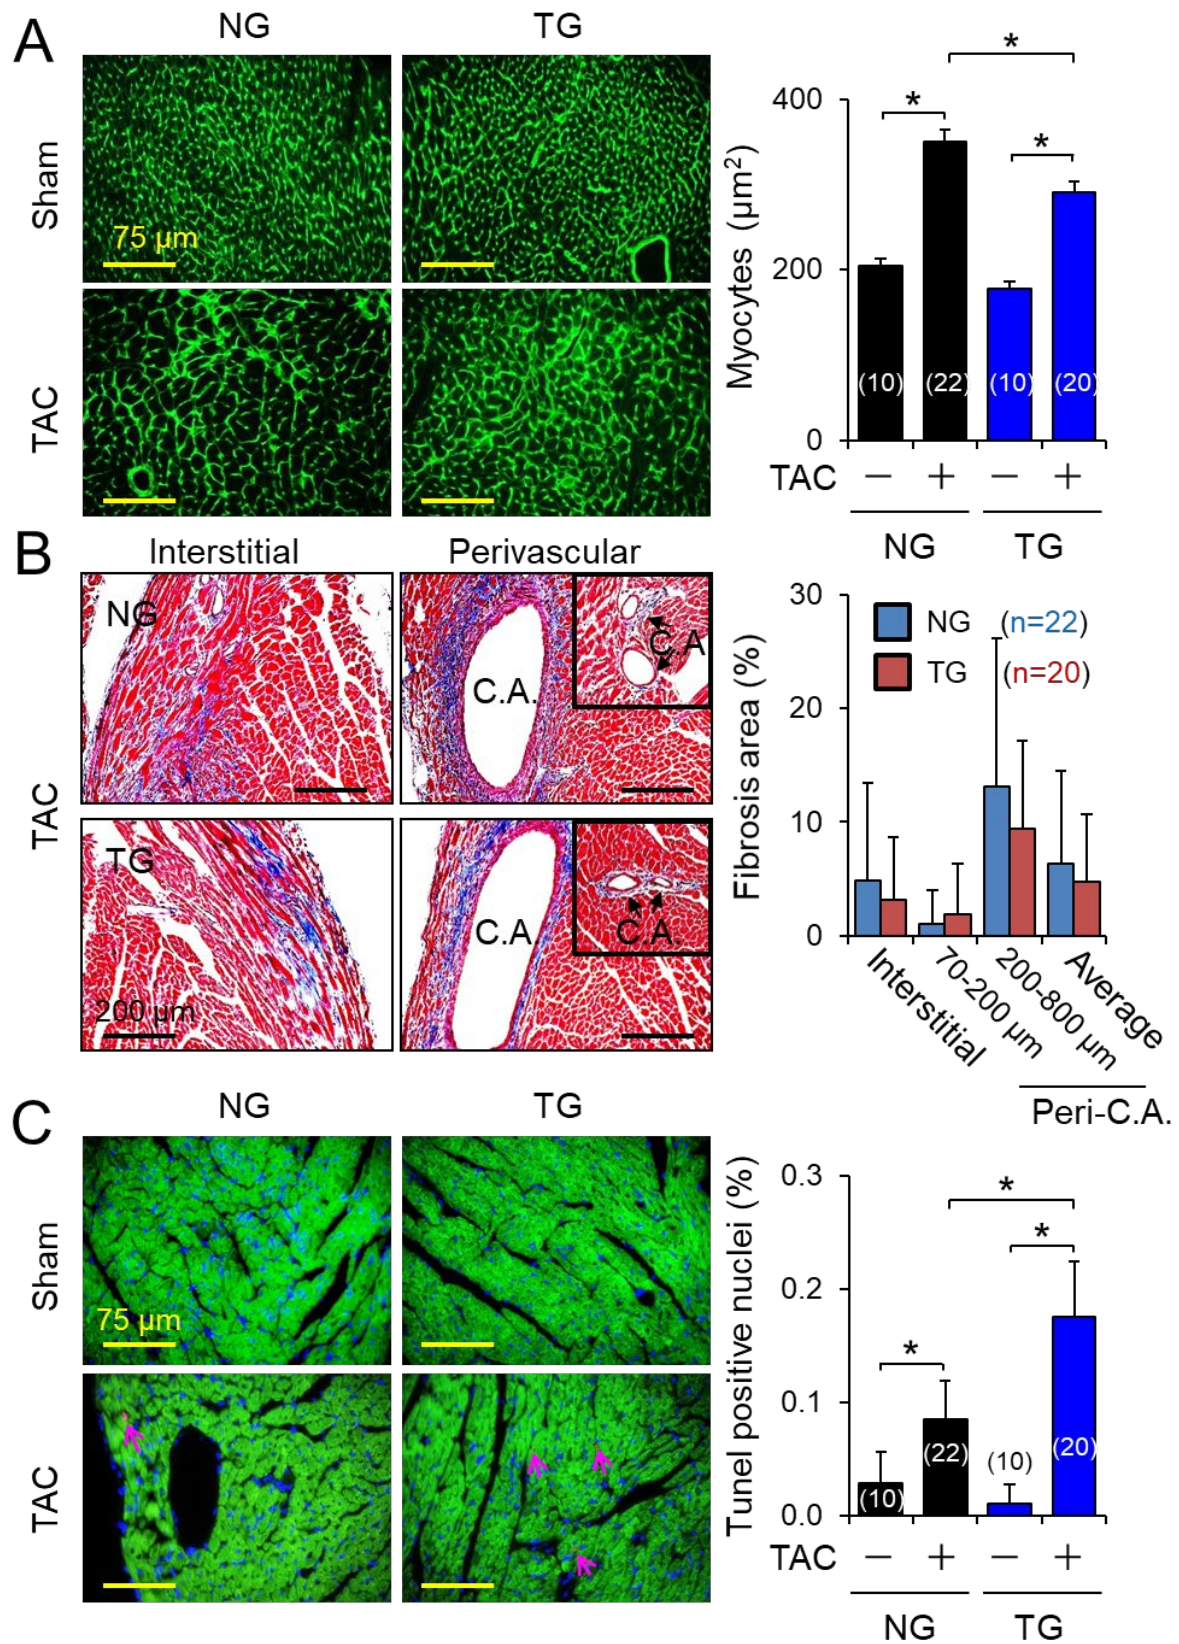 A
NG
TG
Sham
75 µm
TAC
Myocytes (µm²)
400
200
0
*
*
*
(10)
(22)
(10)
(20)
TAC
− + − +
NG
TG
B
Interstitial
Perivascular
TAC
NG
C.A.
C.A
TG
200 µm
C.A.
C.A.
Fibrosis area (%)
30
20
10
0
NG (n=22)
TG (n=20)
Interstitial
70-200 µm
200-800 µm
Average
Peri-C.A.
C
NG
TG
Sham
75 µm
TAC
Tunel positive nuclei (%)
0.3
0.2
0.1
0.0
*
*
*
(10)
(22)
(10)
(20)
TAC
− + − +
NG
TG